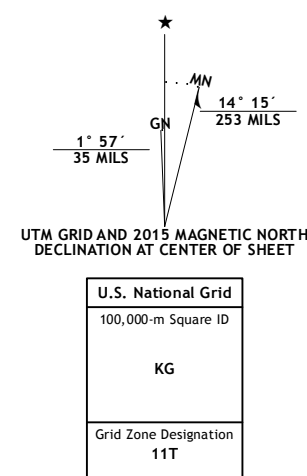 ★
MN
GN
14° 15´
253 MILS
1° 57´
35 MILS
UTM GRID AND 2015 MAGNETIC NORTH
DECLINATION AT CENTER OF SHEET
U.S. National Grid
100,000-m Square ID
KG
Grid Zone Designation
11T